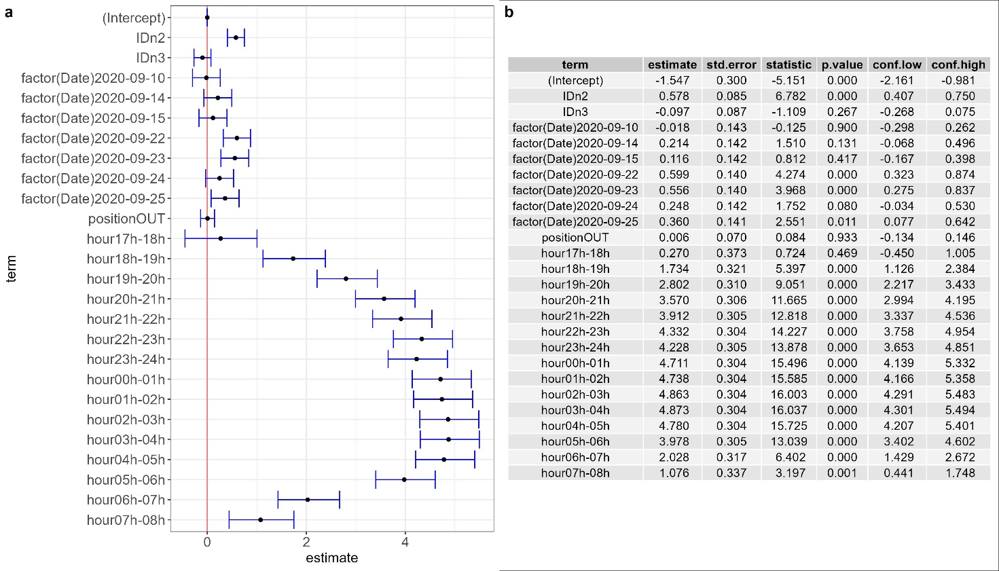 a
(Intercept)
IDn2
IDn3
factor(Date)2020-09-10
factor(Date)2020-09-14
factor(Date)2020-09-15
factor(Date)2020-09-22
factor(Date)2020-09-23
factor(Date)2020-09-24
factor(Date)2020-09-25
positionOUT
hour17h-18h
hour18h-19h
hour19h-20h
hour20h-21h
hour21h-22h
hour22h-23h
hour23h-24h
hour00h-01h
hour01h-02h
hour02h-03h
hour03h-04h
hour04h-05h
hour05h-06h
hour06h-07h
hour07h-08h
term
0 2 4
estimate
b
term estimate std.error statistic p.value conf.low conf.high
(Intercept) -1.547 0.300 -5.151 0.000 -2.161 -0.981
IDn2 0.578 0.085 6.782 0.000 0.407 0.750
IDn3 -0.097 0.087 -1.109 0.267 -0.268 0.075
factor(Date)2020-09-10 -0.018 0.143 -0.125 0.900 -0.298 0.262
factor(Date)2020-09-14 0.214 0.142 1.510 0.131 -0.068 0.496
factor(Date)2020-09-15 0.116 0.142 0.812 0.417 -0.167 0.398
factor(Date)2020-09-22 0.599 0.140 4.274 0.000 0.323 0.874
factor(Date)2020-09-23 0.556 0.140 3.968 0.000 0.275 0.837
factor(Date)2020-09-24 0.248 0.142 1.752 0.080 -0.034 0.530
factor(Date)2020-09-25 0.360 0.141 2.551 0.011 0.077 0.642
positionOUT 0.006 0.070 0.084 0.933 -0.134 0.146
hour17h-18h 0.270 0.373 0.724 0.469 -0.450 1.005
hour18h-19h 1.734 0.321 5.397 0.000 1.126 2.384
hour19h-20h 2.802 0.310 9.051 0.000 2.217 3.433
hour20h-21h 3.570 0.306 11.665 0.000 2.994 4.195
hour21h-22h 3.912 0.305 12.818 0.000 3.337 4.536
hour22h-23h 4.332 0.304 14.227 0.000 3.758 4.954
hour23h-24h 4.228 0.305 13.878 0.000 3.653 4.851
hour00h-01h 4.711 0.304 15.496 0.000 4.139 5.332
hour01h-02h 4.738 0.304 15.585 0.000 4.166 5.358
hour02h-03h 4.863 0.304 16.003 0.000 4.291 5.483
hour03h-04h 4.873 0.304 16.037 0.000 4.301 5.494
hour04h-05h 4.780 0.304 15.725 0.000 4.207 5.401
hour05h-06h 3.978 0.305 13.039 0.000 3.402 4.602
hour06h-07h 2.028 0.317 6.402 0.000 1.429 2.672
hour07h-08h 1.076 0.337 3.197 0.001 0.441 1.748